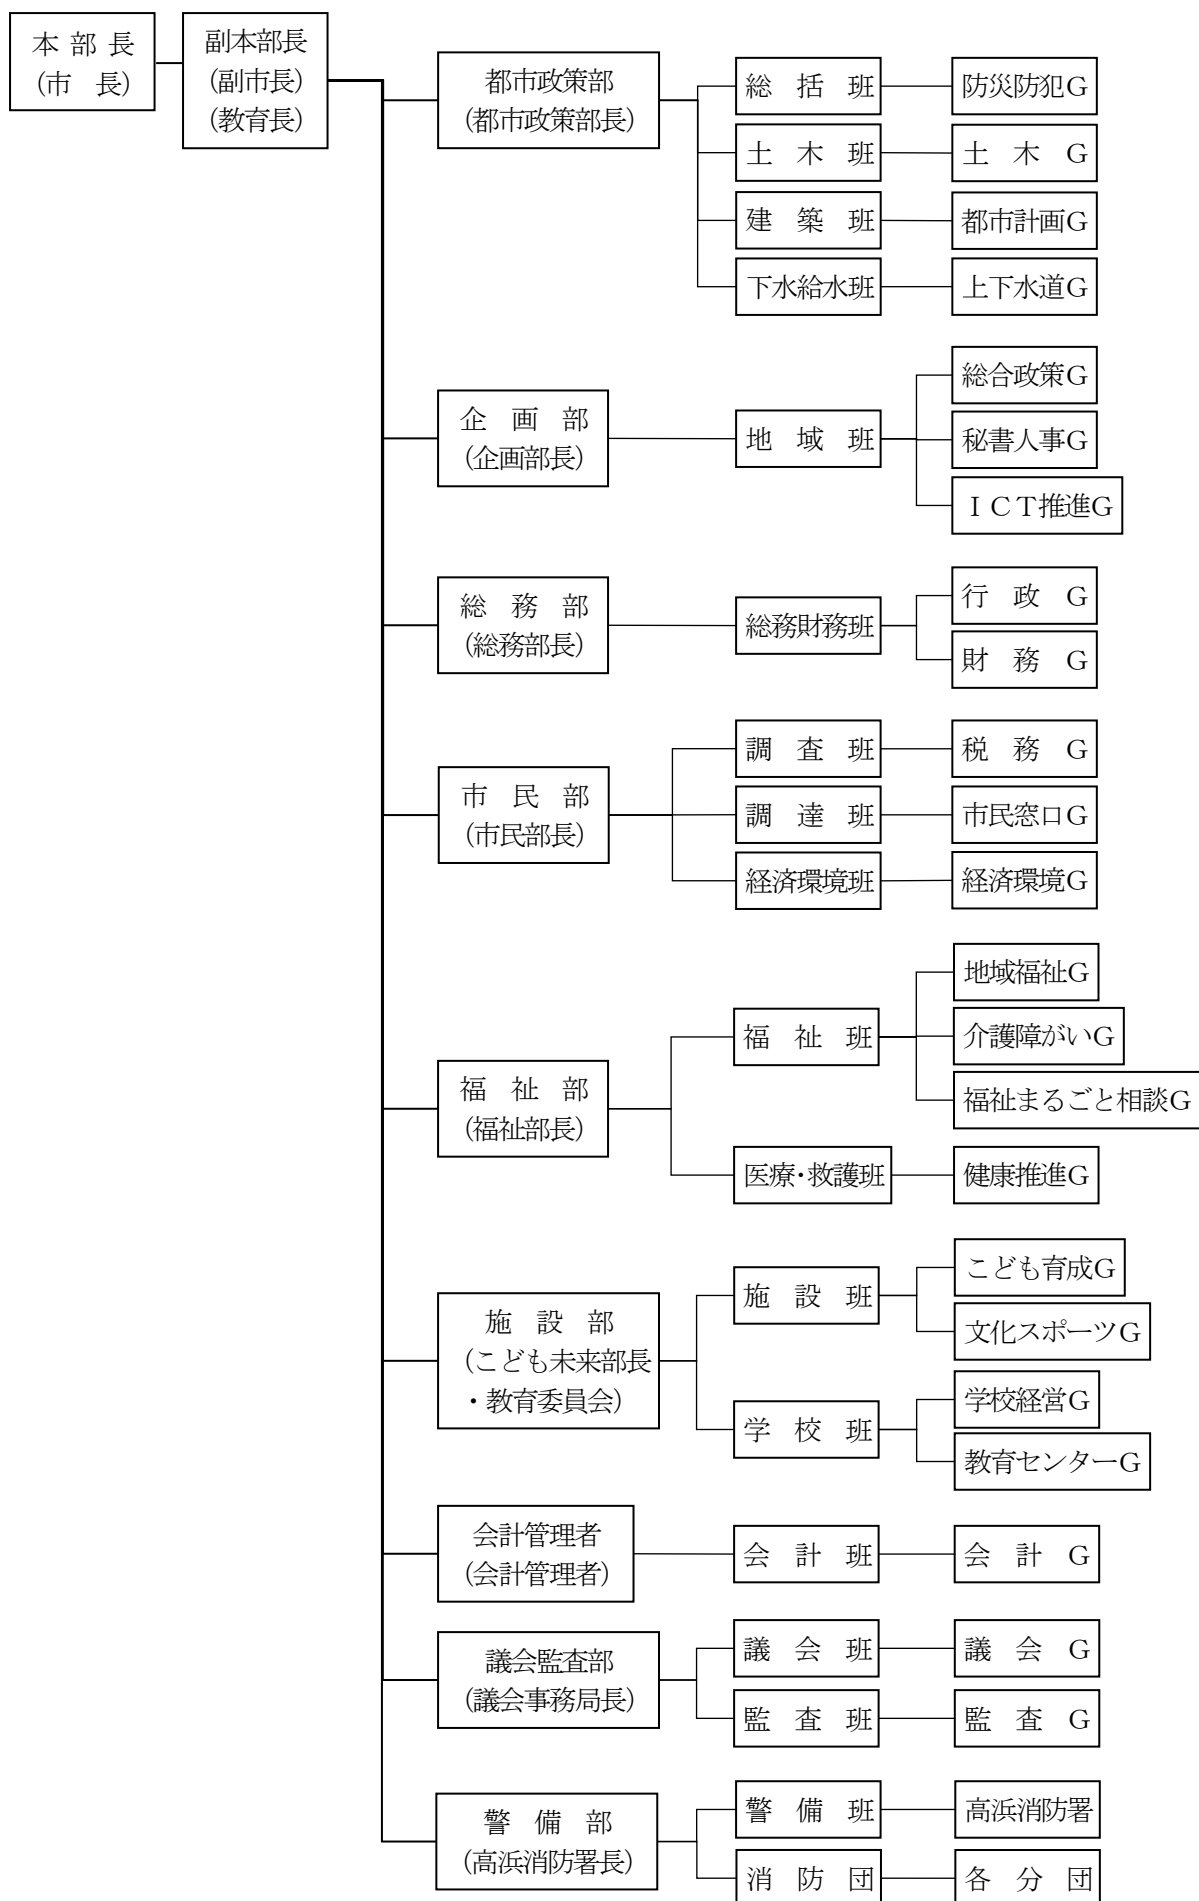 本部長
(市長)
副本部長
(副市長)
(教育長)
都市政策部
(都市政策部長)
総括班
防災防犯G
土木班
土木G
建築班
都市計画G
下水給水班
上下水道G
企画部
(企画部長)
地域班
総合政策G
秘書人事G
ＩＣＴ推進G
総務部
(総務部長)
総務財務班
行政G
財務G
市民部
(市民部長)
調査班
税務G
調達班
市民窓口G
経済環境班
経済環境G
福祉部
(福祉部長)
福祉班
地域福祉G
介護障がいG
福祉まるごと相談G
医療・救護班
健康推進G
施設部
(こども未来部長
・教育委員会)
施設班
こども育成G
文化スポーツG
学校班
学校経営G
教育センターG
会計管理者
(会計管理者)
会計班
会計G
議会監査部
(議会事務局長)
議会班
議会G
監査班
監査G
警備部
(高浜消防署長)
警備班
高浜消防署
消防団
各分団